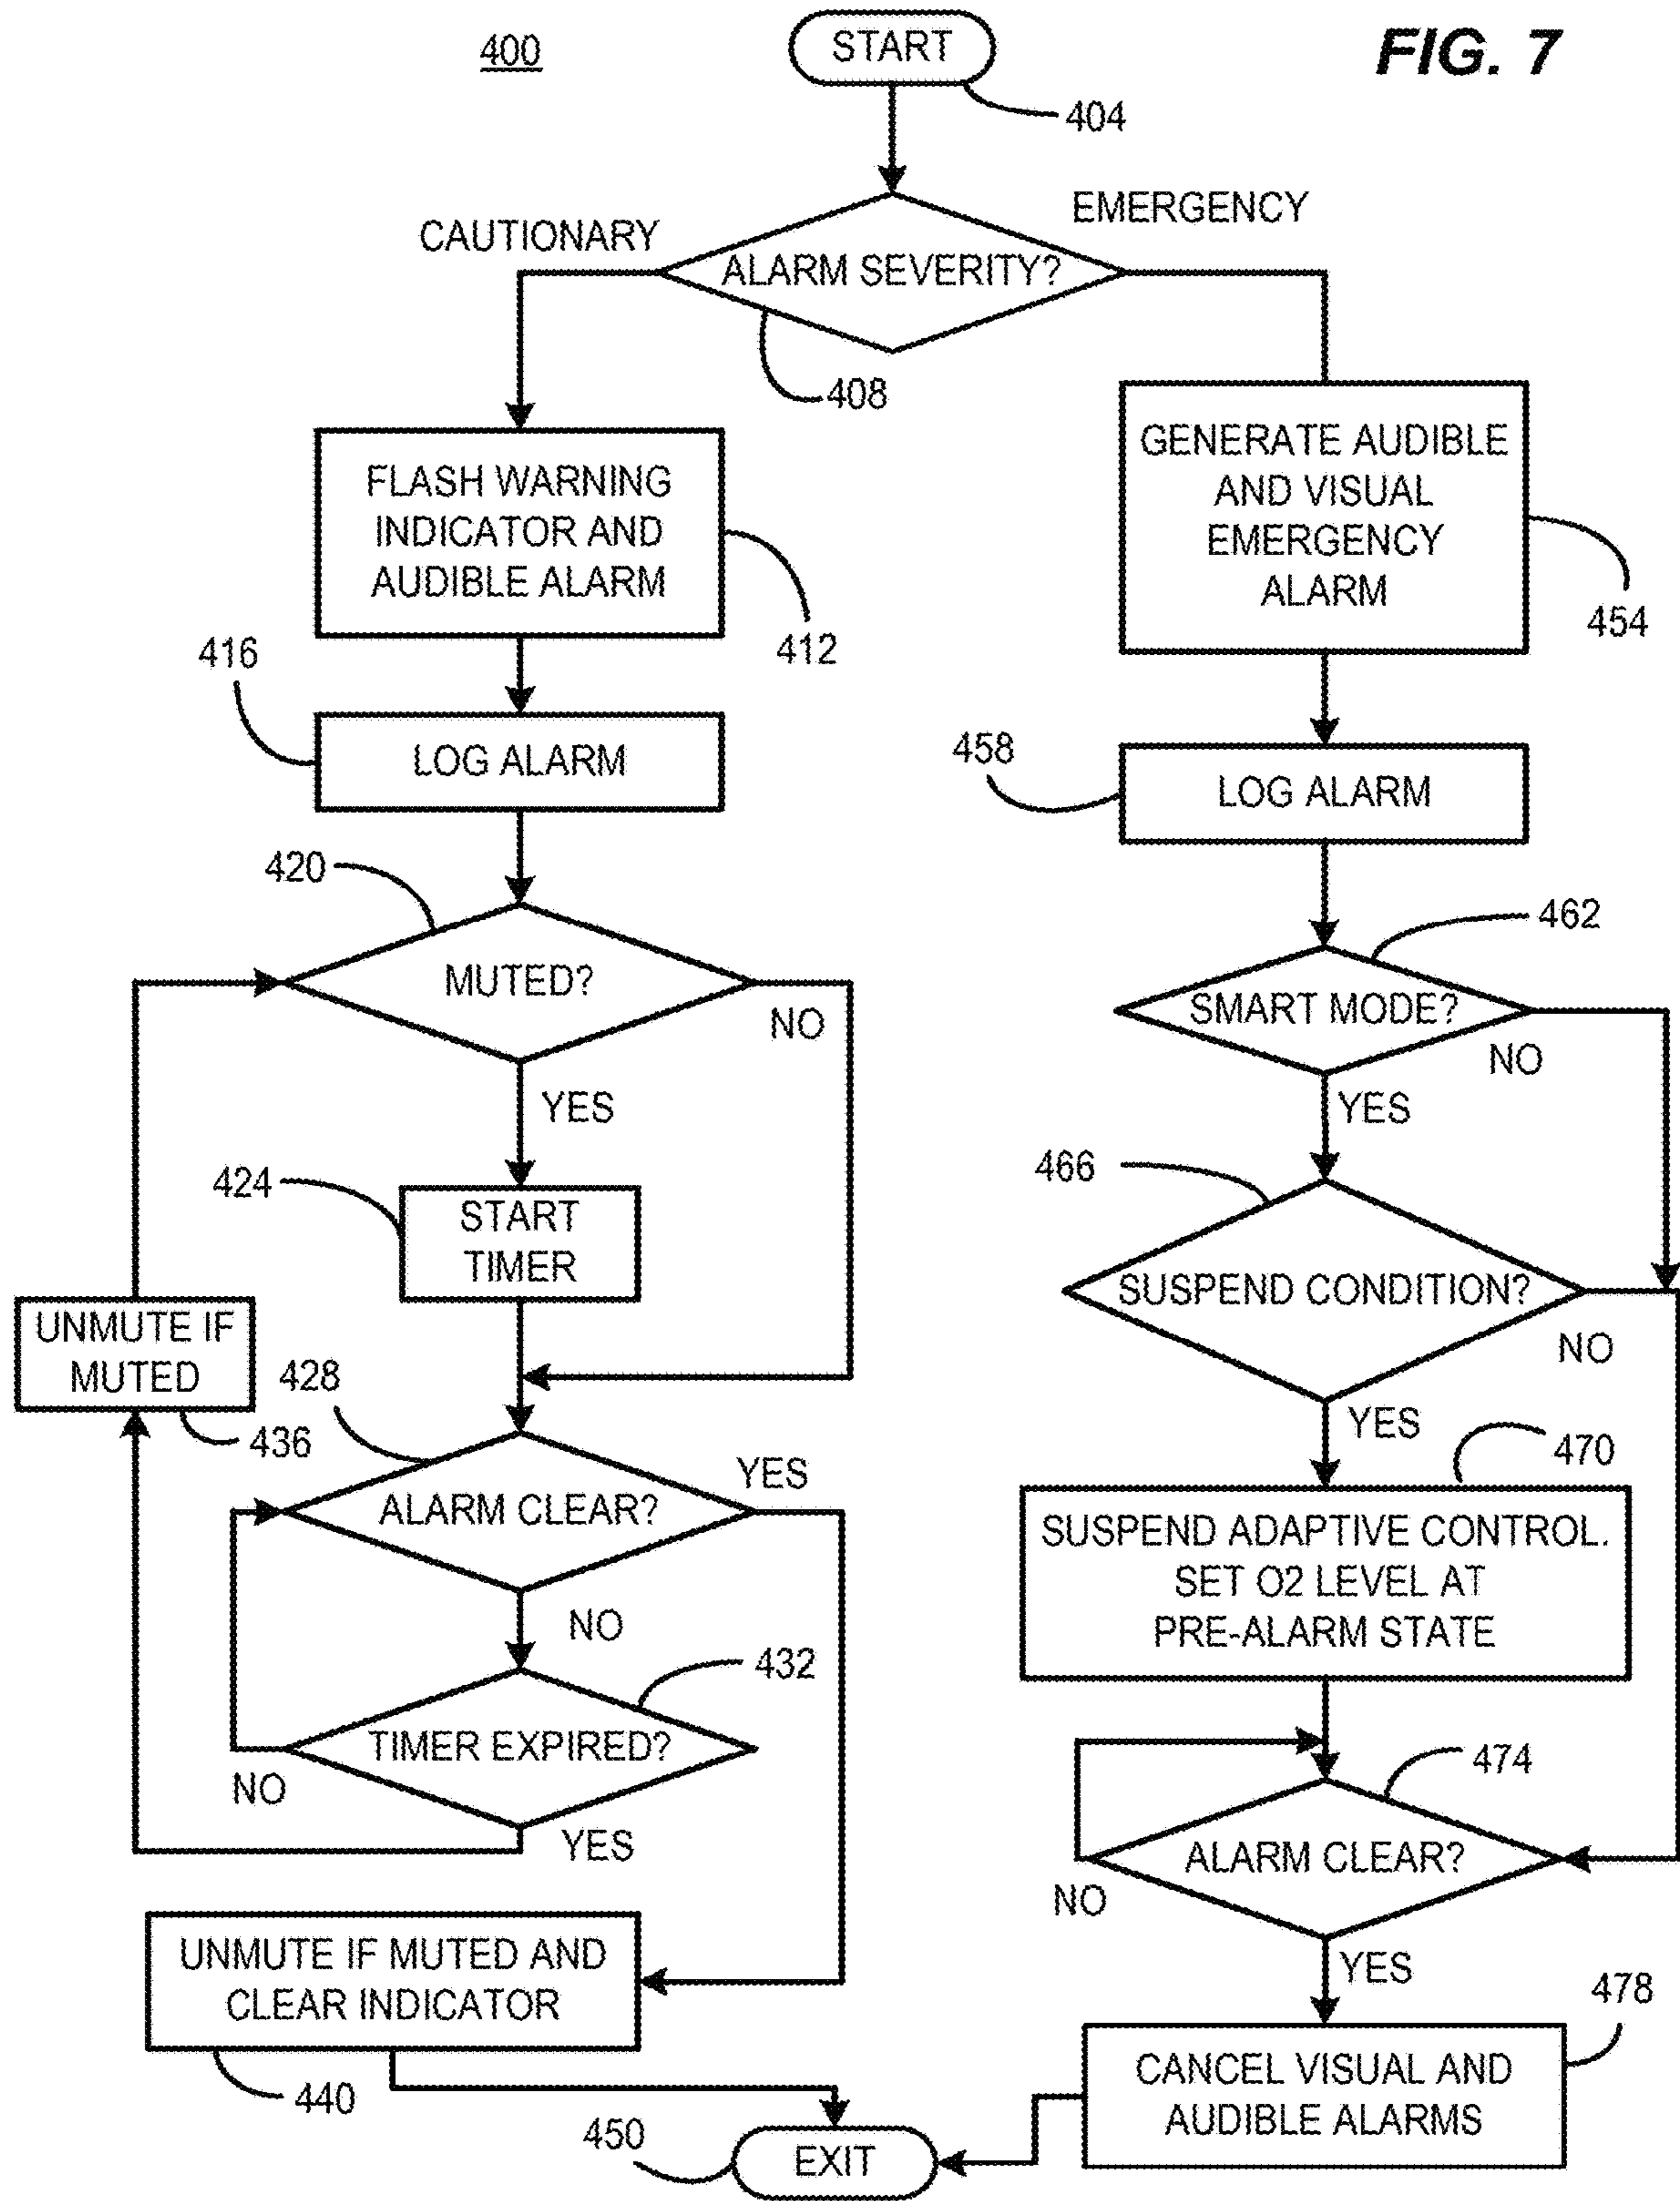 400
START
FIG. 7
404
CAUTIONARY
EMERGENCY
ALARM SEVERITY?
408
FLASH WARNING
INDICATOR AND
AUDIBLE ALARM
412
GENERATE AUDIBLE
AND VISUAL
EMERGENCY
ALARM
454
416
LOG ALARM
458
LOG ALARM
420
MUTED?
NO
YES
462
SMART MODE?
NO
YES
424
START
TIMER
466
SUSPEND CONDITION?
NO
YES
UNMUTE IF
MUTED
436
428
ALARM CLEAR?
YES
NO
470
SUSPEND ADAPTIVE CONTROL.
SET O2 LEVEL AT
PRE-ALARM STATE
432
TIMER EXPIRED?
NO
YES
474
ALARM CLEAR?
NO
YES
UNMUTE IF MUTED AND
CLEAR INDICATOR
440
478
CANCEL VISUAL AND
AUDIBLE ALARMS
450
EXIT